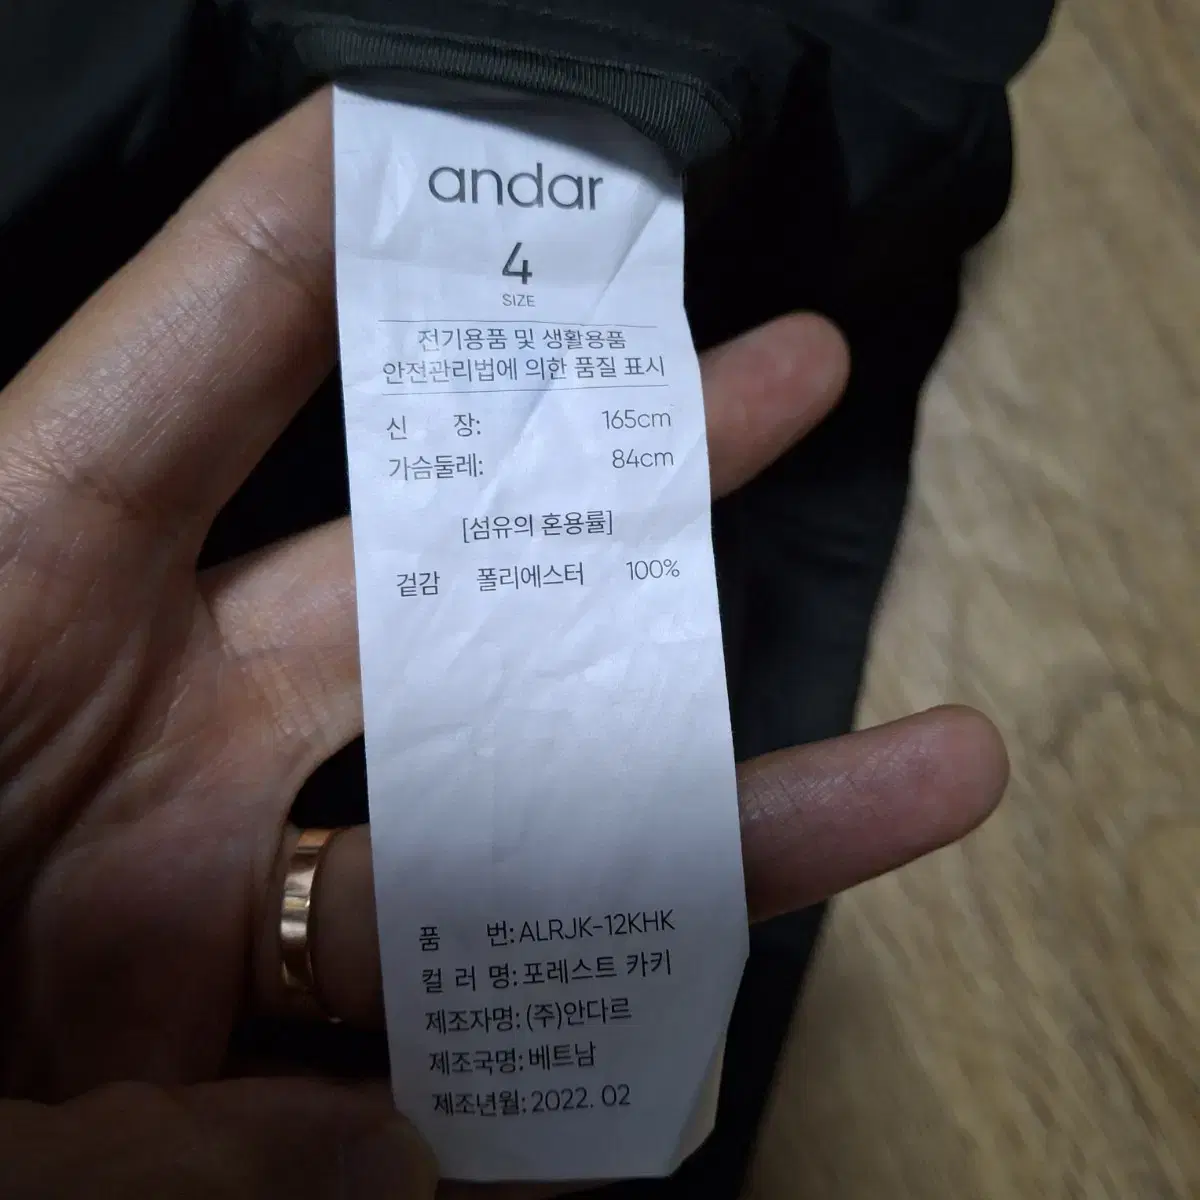 andar
4
SIZE
전기용품 및 생활용품
안전관리법에 의한 품질 표시
신 장: 165cm
가슴둘레: 84cm
[섬유의 혼용률]
겉감 폴리에스터 100%
품 번: ALRJK-12KHK
컬 러 명: 포레스트 카키
제조자명: (주)안다르
제조국명: 베트남
제조년월: 2022. 02